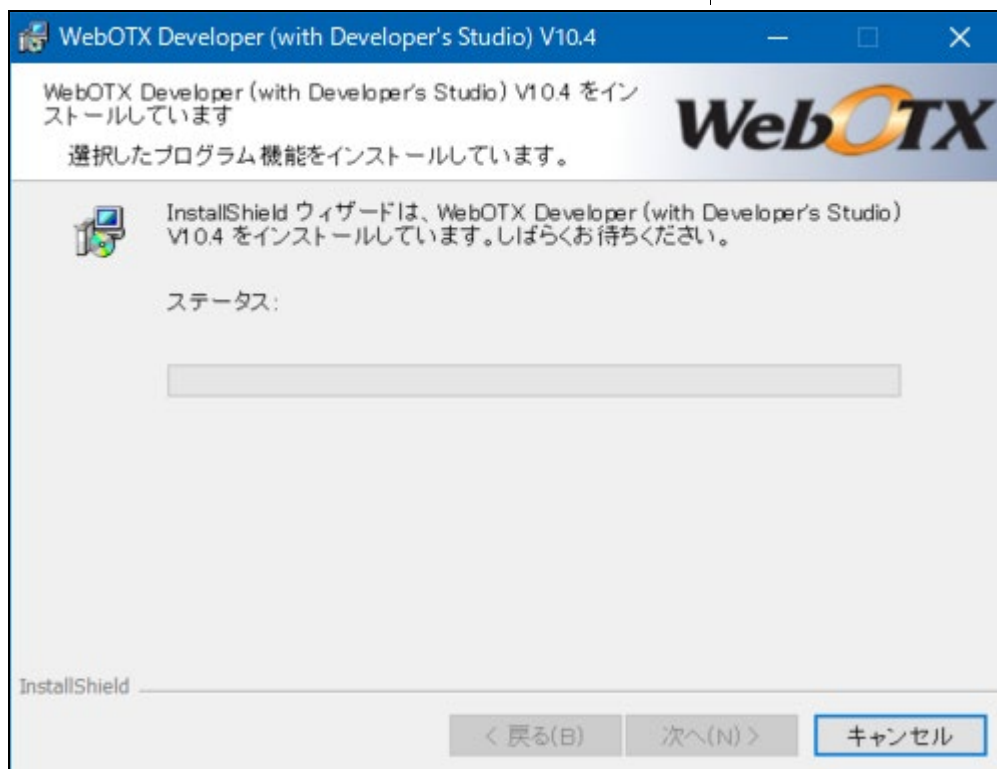 WebOTX Developer (with Developer's Studio) V10.4
WebOTX Developer (with Developer's Studio) V10.4 をイン
ストールしています
選択したプログラム機能をインストールしています。
WebOTX
InstallShield ウィザードは、WebOTX Developer (with Developer's Studio)
V10.4 をインストールしています。しばらくお待ちください。
ステータス:
InstallShield
< 戻る(B)
次へ(N) >
キャンセル